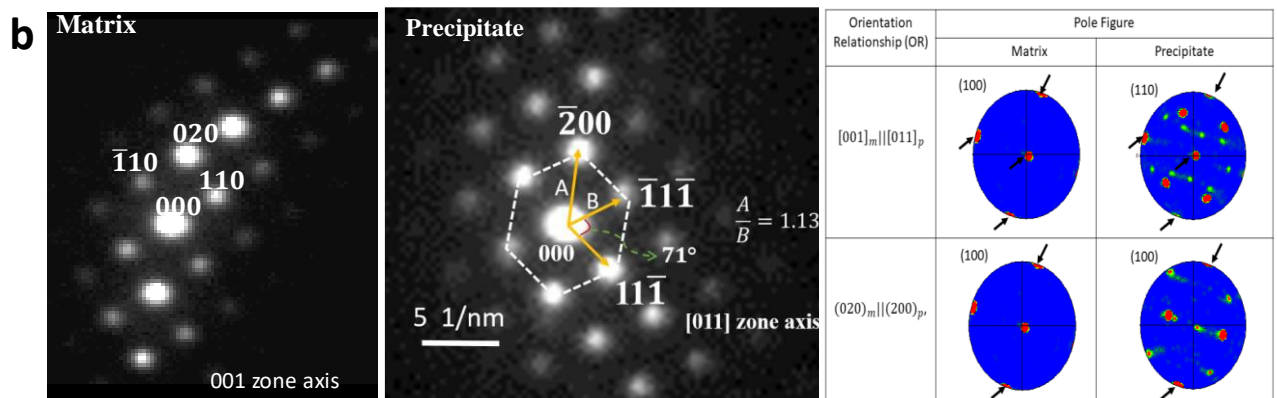 b
Matrix
020
1̅10
110
000
001 zone axis
Precipitate
2̅00
A
B
1̅11̅
A/B = 1.13
000
71°
111̅
[011] zone axis
5 1/nm
Orientation
Relationship (OR)
Pole Figure
Matrix
Precipitate
[001]ₘ||[011]ₚ
(100)
(110)
(020)ₘ||(200)ₚ,
(100)
(100)